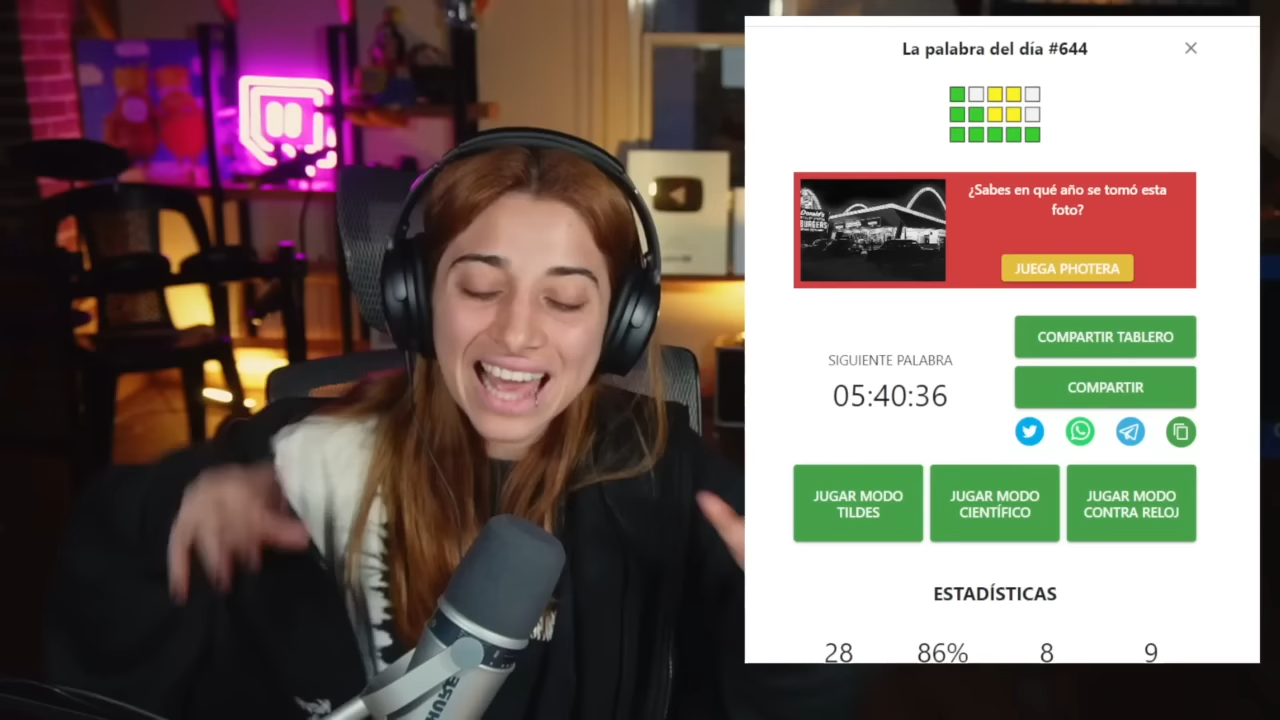 La palabra del día #644
¿Sabes en qué año se tomó esta
foto?
JUEGA PHOTERA
SIGUIENTE PALABRA
05:40:36
COMPARTIR TABLERO
COMPARTIR
JUGAR MODO
TILDES
JUGAR MODO
CIENTÍFICO
JUGAR MODO
CONTRA RELOJ
ESTADÍSTICAS
28 86% 8 9